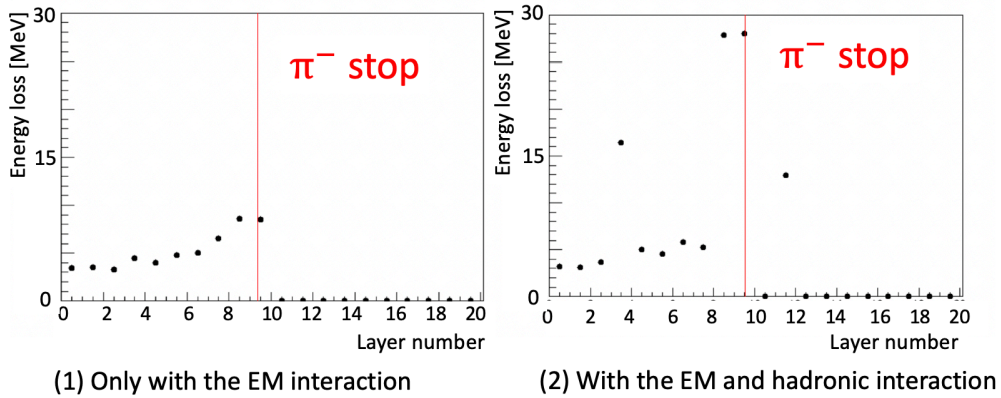 30
15
0
Energy loss [MeV]
π⁻ stop
0 2 4 6 8 10 12 14 16 18 20
Layer number
(1) Only with the EM interaction
30
15
0
Energy loss [MeV]
π⁻ stop
0 2 4 6 8 10 12 14 16 18 20
Layer number
(2) With the EM and hadronic interaction